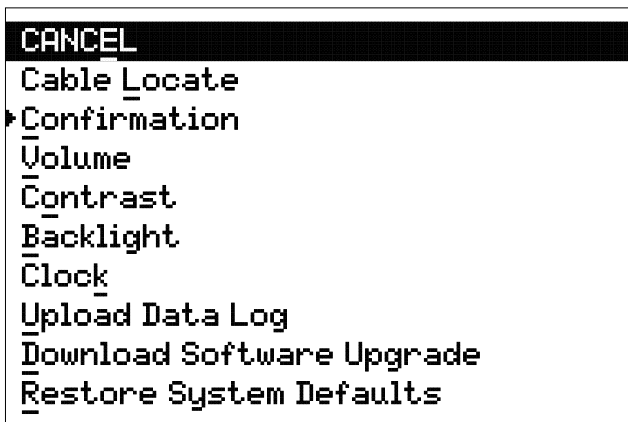 CANCEL
Cable Locate
Confirmation
Volume
Contrast
Backlight
Clock
Upload Data Log
Download Software Upgrade
Restore System Defaults